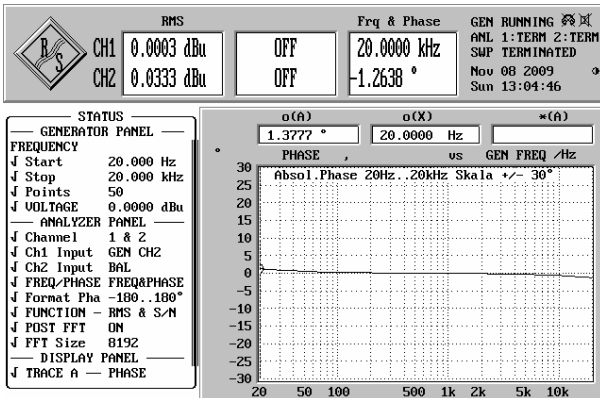 RMS
Frq & Phase
GEN RUNNING
R S
CH1 0.0003 dBu OFF 20.0000 kHz
ANL 1:TERM 2:TERM
SWP TERMINATED
CH2 0.0333 dBu OFF -1.2638 °
Nov 08 2009
Sun 13:04:46
STATUS
GENERATOR PANEL
FREQUENCY
√ Start 20.000 Hz
√ Stop 20.000 kHz
√ Points 50
√ VOLTAGE 0.0000 dBu
ANALYZER PANEL
√ Channel 1 & 2
√ Ch1 Input GEN CH2
√ Ch2 Input BAL
√ FREQ/PHASE FREQ&PHASE
√ Format Pha -180..180°
√ FUNCTION - RMS & S/N
√ POST FFT ON
√ FFT Size 8192
DISPLAY PANEL
√ TRACE A — PHASE
o(A) o(X) *(A)
1.3777 ° 20.0000 Hz
° PHASE , vs GEN FREQ /Hz
Absol.Phase 20Hz..20kHz Skala +/- 30°
30
25
20
15
10
5
0
-5
-10
-15
-20
-25
-30
20 50 100 500 1k 2k 5k 10k